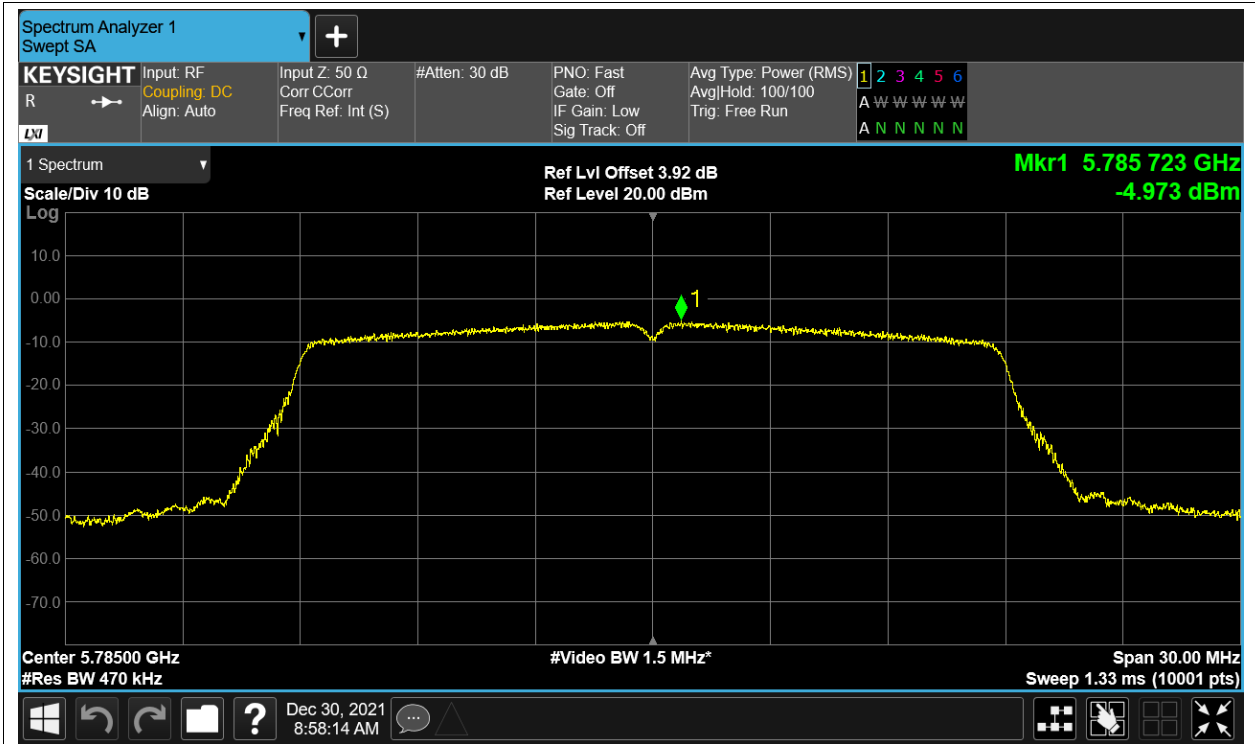 Spectrum Analyzer 1
Swept SA
KEYSIGHT
R
LXI
Input: RF
Coupling: DC
Align: Auto
Input Z: 50 Ω
Corr CCorr
Freq Ref: Int (S)
#Atten: 30 dB
PNO: Fast
Gate: Off
IF Gain: Low
Sig Track: Off
Avg Type: Power (RMS)
Avg|Hold: 100/100
Trig: Free Run
1 2 3 4 5 6
A W W W W W
A N N N N N
1 Spectrum
Scale/Div 10 dB
Log
Ref Lvl Offset 3.92 dB
Ref Level 20.00 dBm
Mkr1 5.785 723 GHz
-4.973 dBm
10.0
0.00
-10.0
-20.0
-30.0
-40.0
-50.0
-60.0
-70.0
1
Center 5.78500 GHz
#Res BW 470 kHz
#Video BW 1.5 MHz*
Span 30.00 MHz
Sweep 1.33 ms (10001 pts)
?
Dec 30, 2021
8:58:14 AM